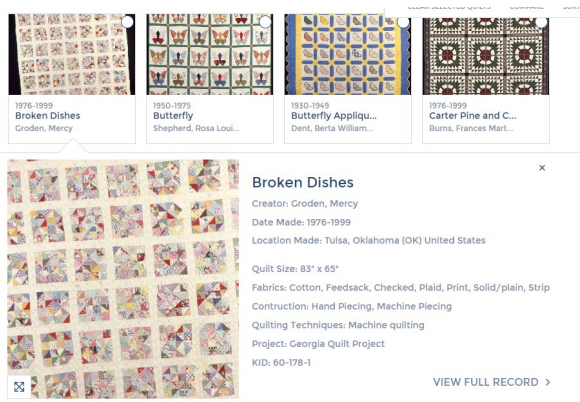 CLEAR SELECTED QUILTS COMPARE
1976-1999
Broken Dishes
Groden, Mercy
1950-1975
Butterfly
Shepherd, Rosa Loui...
1930-1949
Butterfly Appliqu...
Dent, Berta William...
1976-1999
Carter Pine and C...
Burns, Frances Mart...
×
Broken Dishes
Creator: Groden, Mercy
Date Made: 1976-1999
Location Made: Tulsa, Oklahoma (OK) United States
Quilt Size: 83" x 65"
Fabrics: Cotton, Feedsack, Checked, Plaid, Print, Solid/plain, Strip
Contruction: Hand Piecing, Machine Piecing
Quilting Techniques: Machine quilting
Project: Georgia Quilt Project
KID: 60-178-1
VIEW FULL RECORD >